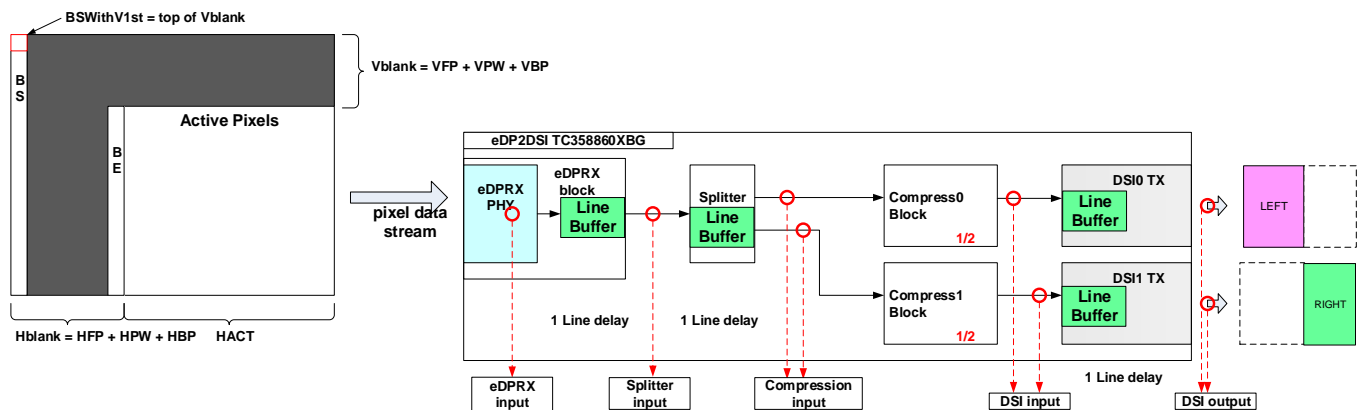 BSWithV1st = top of Vblank
B
S
Vblank = VFP + VPW + VBP
Active Pixels
B
E
Hblank = HFP + HPW + HBP
HACT
pixel data
stream
eDP2DSI TC358860XBG
eDPRX
PHY
eDPRX
block
Line
Buffer
Splitter
Line
Buffer
Compress0
Block
1/2
DSI0 TX
Line
Buffer
LEFT
Compress1
Block
1/2
DSI1 TX
Line
Buffer
RIGHT
1 Line delay
1 Line delay
1 Line delay
eDPRX
input
Splitter
input
Compression
input
DSI input
DSI output